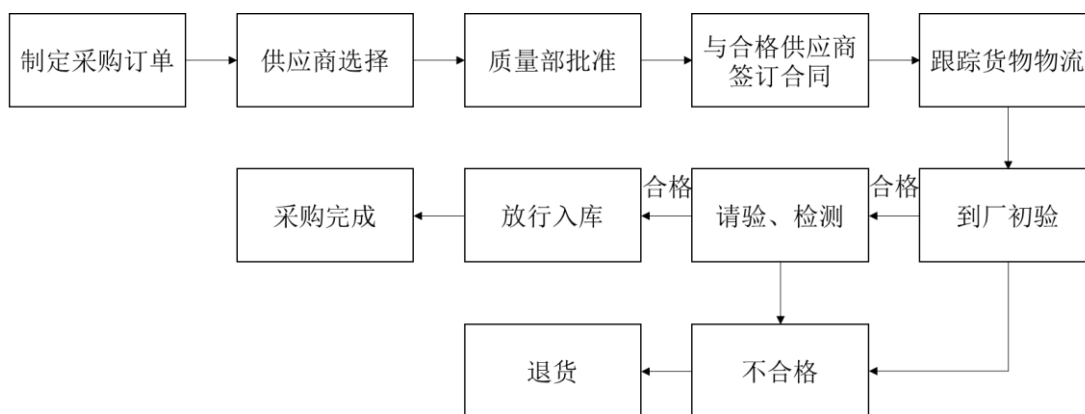 制定采购订单
供应商选择
质量部批准
与合格供应商
签订合同
跟踪货物物流
采购完成
放行入库
合格
请验、检测
合格
到厂初验
退货
不合格